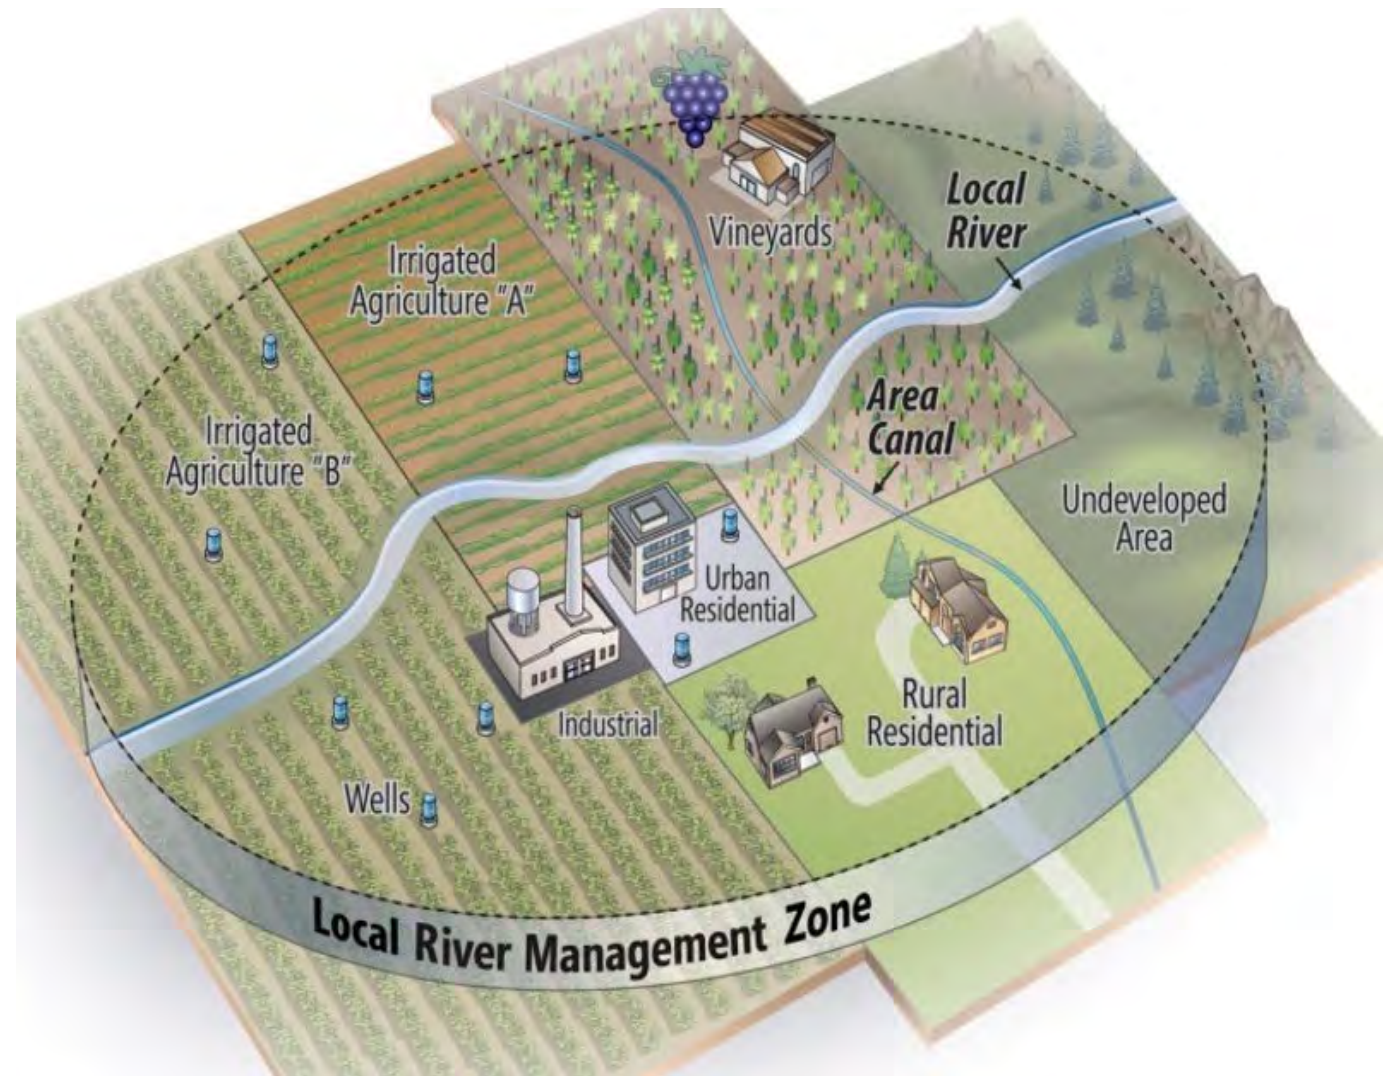 Local
River
Vineyards
Irrigated
Agriculture "A"
Area
Canal
Irrigated
Agriculture "B"
Undeveloped
Area
Urban
Residential
Rural
Residential
Industrial
Wells
Local River Management Zone